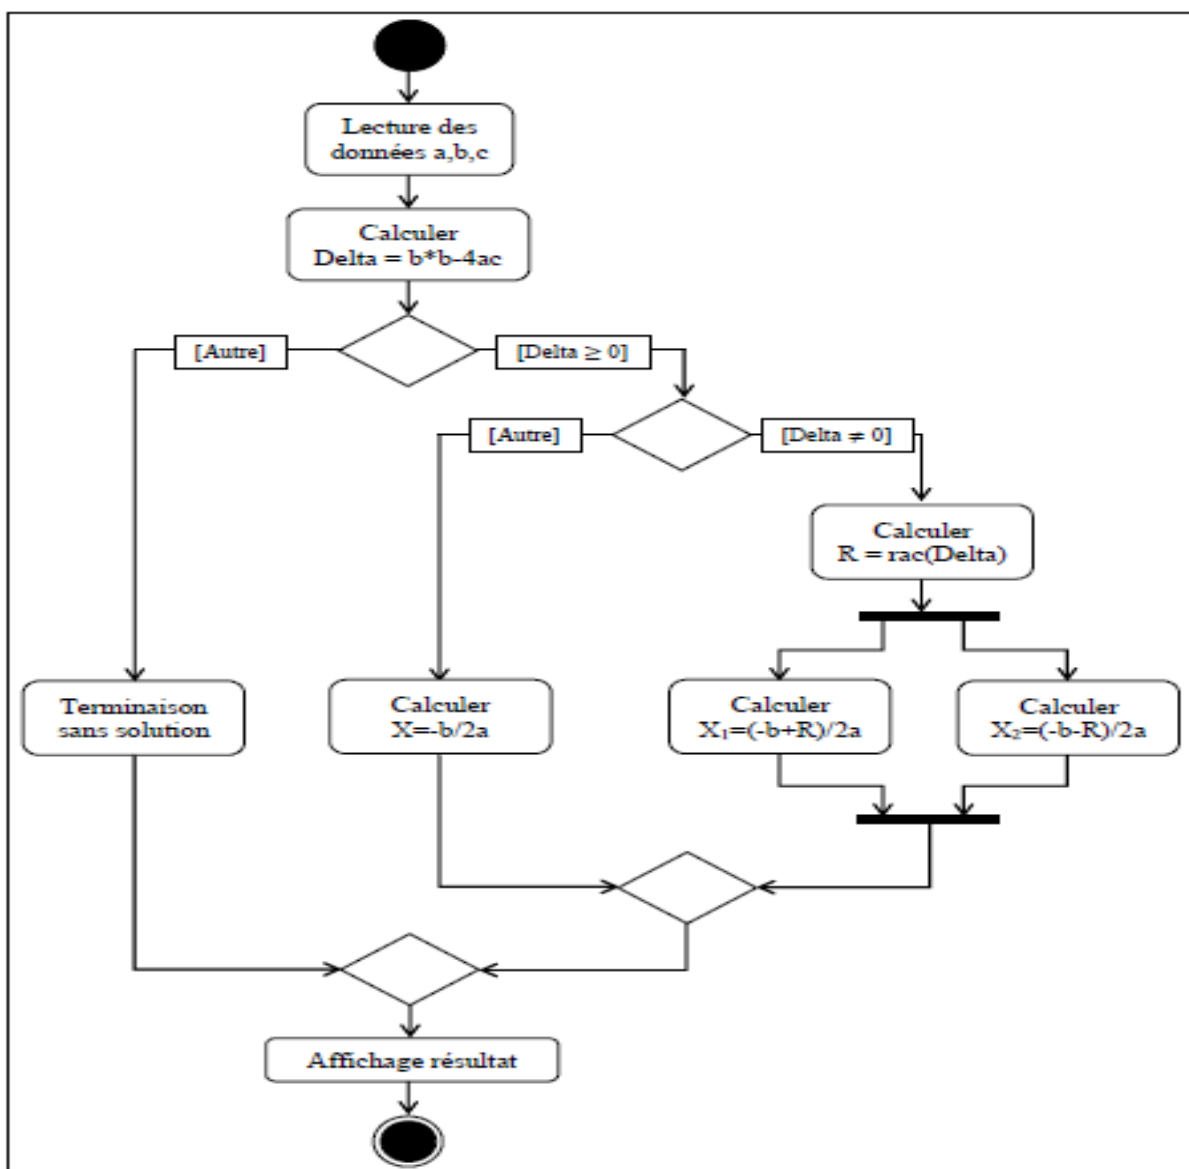 Lecture des
données a,b,c
Calculer
Delta = b*b-4ac
[Autre]
[Delta ≥ 0]
[Autre]
[Delta ≠ 0]
Calculer
R = rac(Delta)
Terminaison
sans solution
Calculer
X=-b/2a
Calculer
X₁=(-b+R)/2a
Calculer
X₂=(-b-R)/2a
Affichage résultat